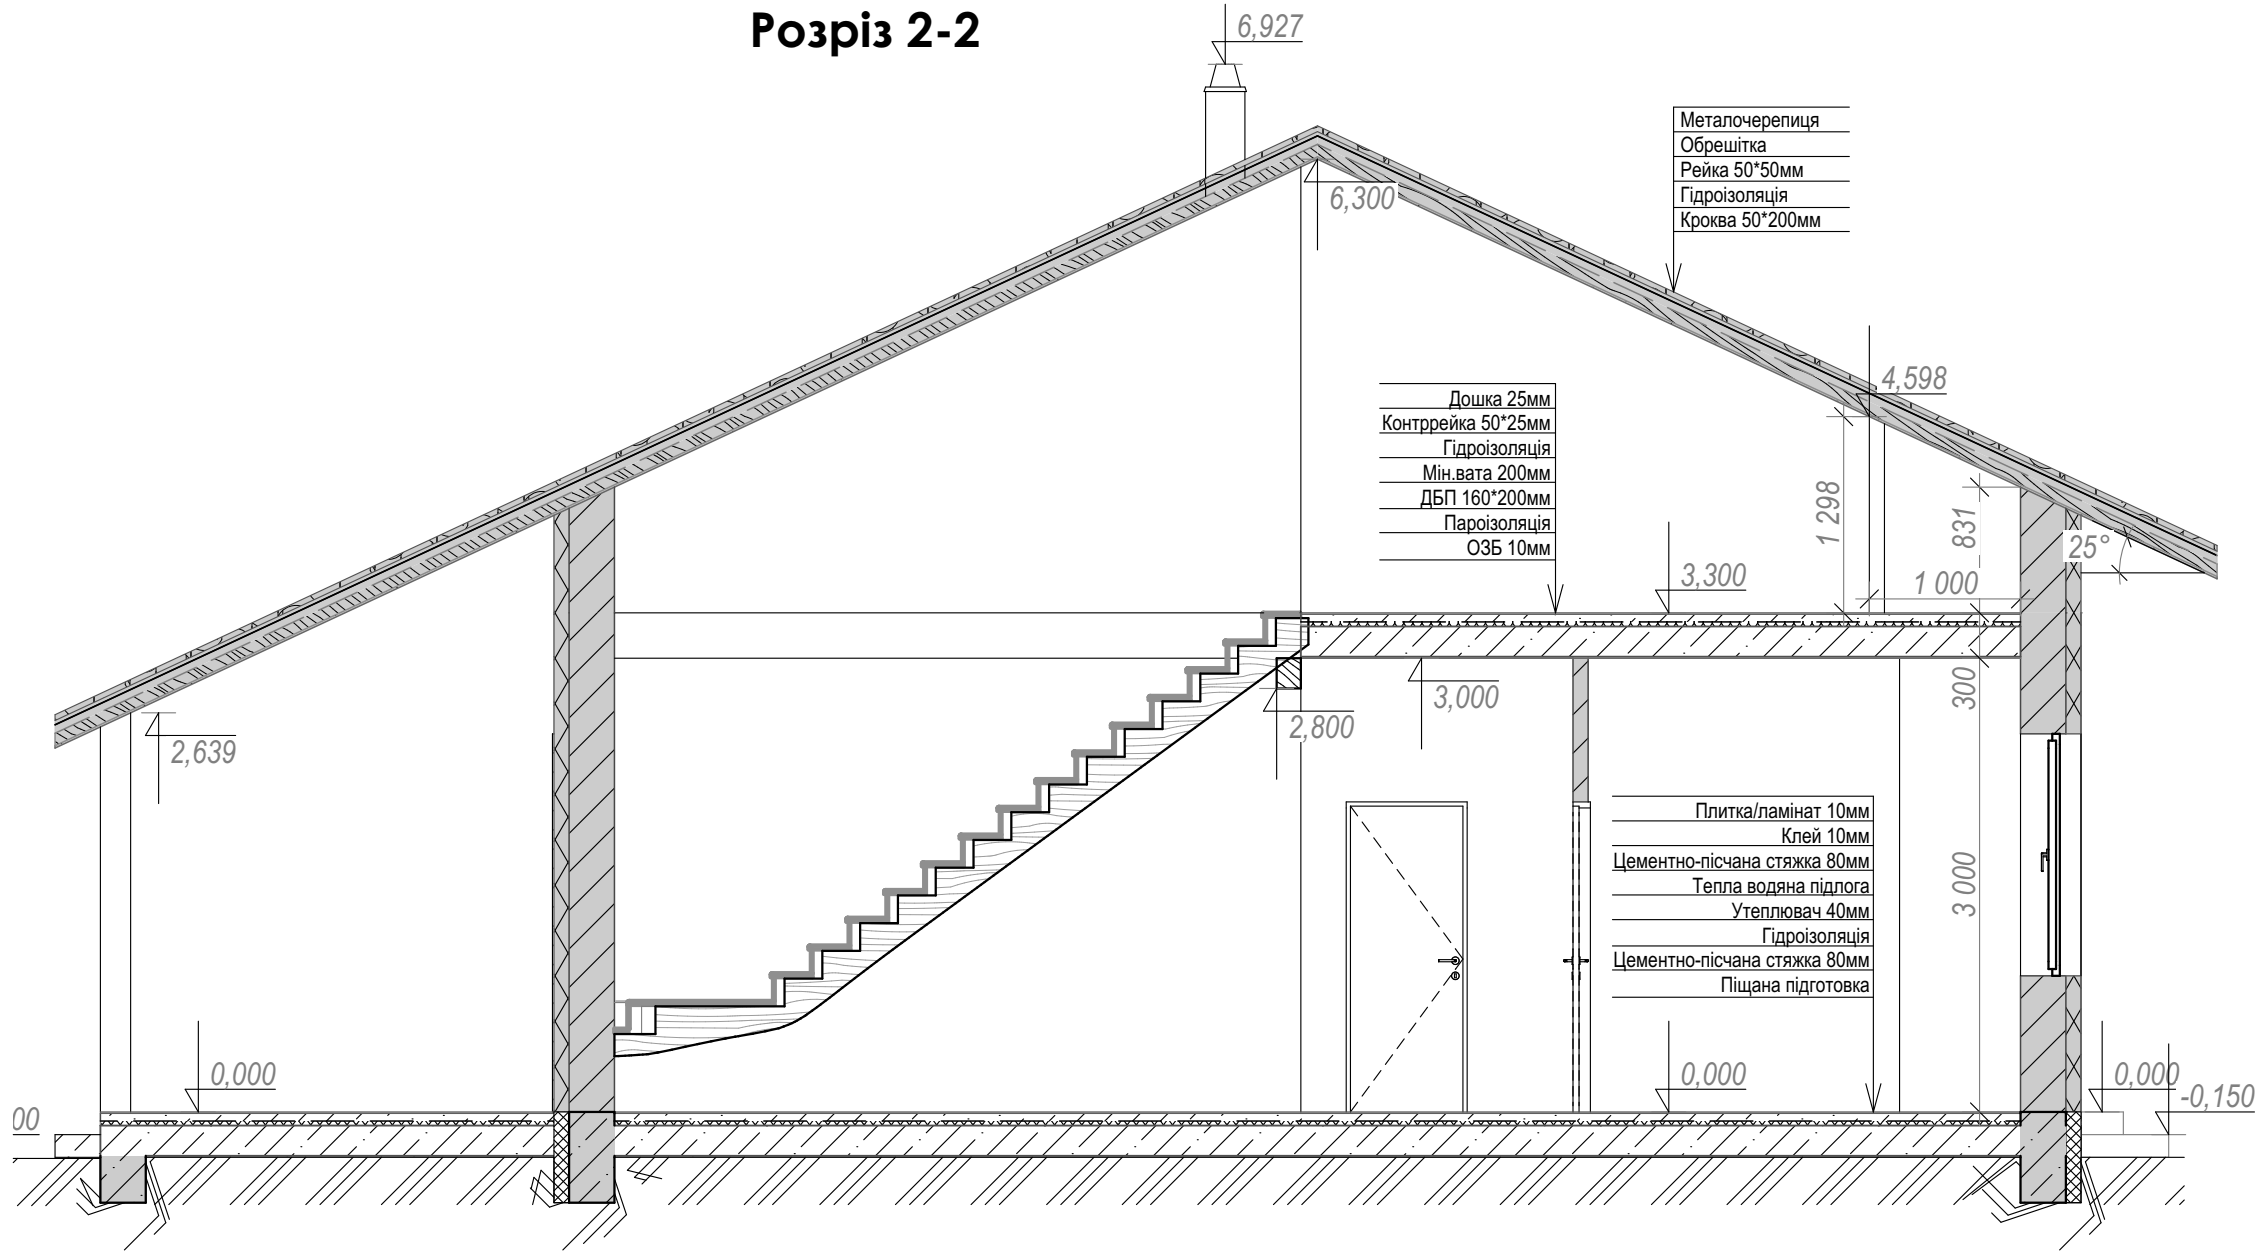 Розріз 2-2
6,927
Металочерепиця
Обрешітка
Рейка 50*50мм
Гідроізоляція
Кроква 50*200мм
6,300
4,598
Дошка 25мм
Контррейка 50*25мм
Гідроізоляція
Мін.вата 200мм
ДБП 160*200мм
Пароізоляція
ОЗБ 10мм
1 298
831
25°
3,300
1 000
2,639
2,800
3,000
300
Плитка/ламінат 10мм
Клей 10мм
Цементно-пісчана стяжка 80мм
Тепла водяна підлога
Утеплювач 40мм
Гідроізоляція
Цементно-пісчана стяжка 80мм
Піщана підготовка
3 000
0,000
0,000
0,000
-0,150
00